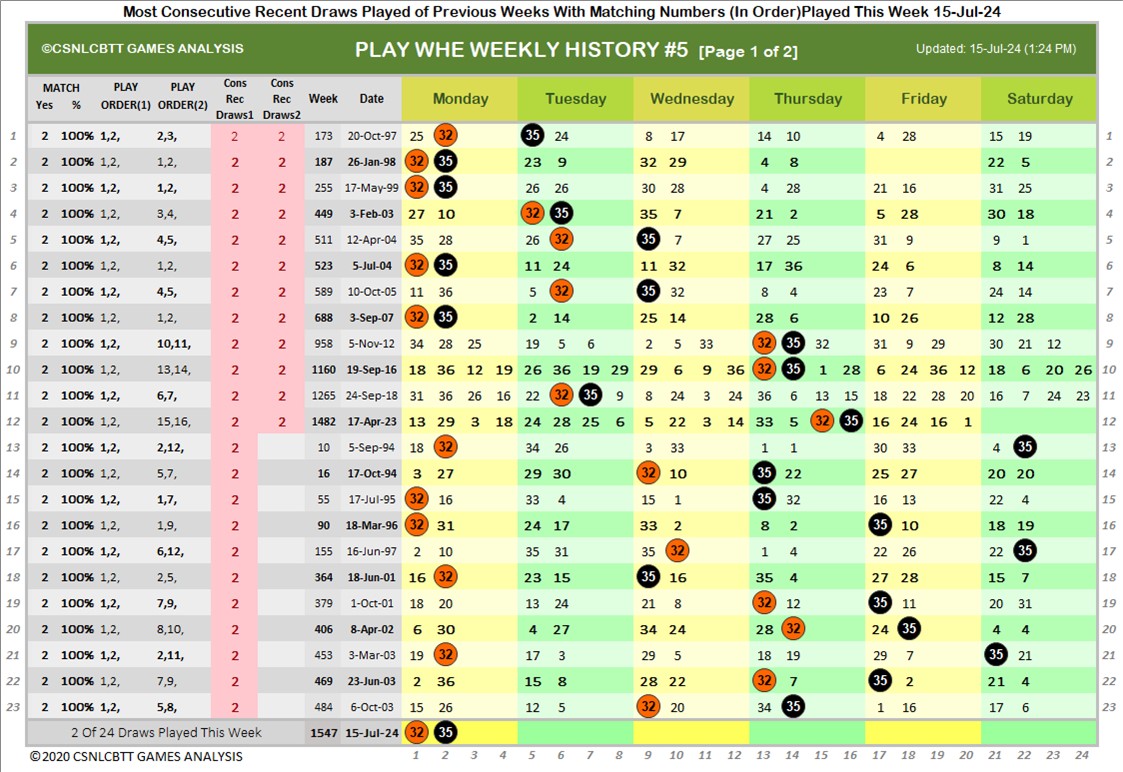 Most Consecutive Recent Draws Played of Previous Weeks With Matching Numbers (In Order)Played This Week 15-Jul-24
©CSNLCBTT GAMES ANALYSIS PLAY WHE WEEKLY HISTORY #5 [Page 1 of 2] Updated: 15-Jul-24 (1:24 PM)
MATCH Yes % PLAY ORDER(1) PLAY ORDER(2) Cons Rec Draws1 Cons Rec Draws2 Week Date Monday Tuesday Wednesday Thursday Friday Saturday
1 2 100% 1,2, 2,3, 2 2 173 20-Oct-97 25 32 35 24 8 17 14 10 4 28 15 19 1
2 2 100% 1,2, 1,2, 2 2 187 26-Jan-98 32 35 23 9 32 29 4 8 22 5 2
3 2 100% 1,2, 1,2, 2 2 255 17-May-99 32 35 26 26 30 28 4 28 21 16 31 25 3
4 2 100% 1,2, 3,4, 2 2 449 3-Feb-03 27 10 32 35 35 7 21 2 5 28 30 18 4
5 2 100% 1,2, 4,5, 2 2 511 12-Apr-04 35 28 26 32 35 7 27 25 31 9 9 1 5
6 2 100% 1,2, 1,2, 2 2 523 5-Jul-04 32 35 11 24 11 32 17 36 24 6 8 14 6
7 2 100% 1,2, 4,5, 2 2 589 10-Oct-05 11 36 5 32 35 32 8 4 23 7 24 14 7
8 2 100% 1,2, 1,2, 2 2 688 3-Sep-07 32 35 2 14 25 14 28 6 10 26 12 28 8
9 2 100% 1,2, 10,11, 2 2 958 5-Nov-12 34 28 25 19 5 6 2 5 33 32 35 32 31 9 29 30 21 12 9
10 2 100% 1,2, 13,14, 2 2 1160 19-Sep-16 18 36 12 19 26 36 19 29 29 6 9 36 32 35 1 28 6 24 36 12 18 6 20 26 10
11 2 100% 1,2, 6,7, 2 2 1265 24-Sep-18 31 36 26 16 22 32 35 9 8 24 3 24 36 6 13 15 18 22 28 20 16 7 24 23 11
12 2 100% 1,2, 15,16, 2 2 1482 17-Apr-23 13 29 3 18 24 28 25 6 5 22 3 14 33 5 32 35 16 24 16 1 12
13 2 100% 1,2, 2,12, 2 10 5-Sep-94 18 32 34 26 3 33 1 1 30 33 4 35 13
14 2 100% 1,2, 5,7, 2 16 17-Oct-94 3 27 29 30 32 10 35 22 25 27 20 20 14
15 2 100% 1,2, 1,7, 2 55 17-Jul-95 32 16 33 4 15 1 35 32 16 13 22 4 15
16 2 100% 1,2, 1,9, 2 90 18-Mar-96 32 31 24 17 33 2 8 2 35 10 18 19 16
17 2 100% 1,2, 6,12, 2 155 16-Jun-97 2 10 35 31 35 32 1 4 22 26 22 35 17
18 2 100% 1,2, 2,5, 2 364 18-Jun-01 16 32 23 15 35 16 35 4 27 28 15 7 18
19 2 100% 1,2, 7,9, 2 379 1-Oct-01 18 20 13 24 21 8 32 12 35 11 20 31 19
20 2 100% 1,2, 8,10, 2 406 8-Apr-02 6 30 4 27 34 24 28 32 24 35 4 4 20
21 2 100% 1,2, 2,11, 2 453 3-Mar-03 19 32 17 3 29 5 18 19 29 7 35 21 21
22 2 100% 1,2, 7,9, 2 469 23-Jun-03 2 36 15 8 28 22 32 7 35 2 21 4 22
23 2 100% 1,2, 5,8, 2 484 6-Oct-03 15 26 12 5 32 20 34 35 1 16 17 6 23
2 Of 24 Draws Played This Week 1547 15-Jul-24 32 35
©2020 CSNLCBTT GAMES ANALYSIS 1 2 3 4 5 6 7 8 9 10 11 12 13 14 15 16 17 18 19 20 21 22 23 24